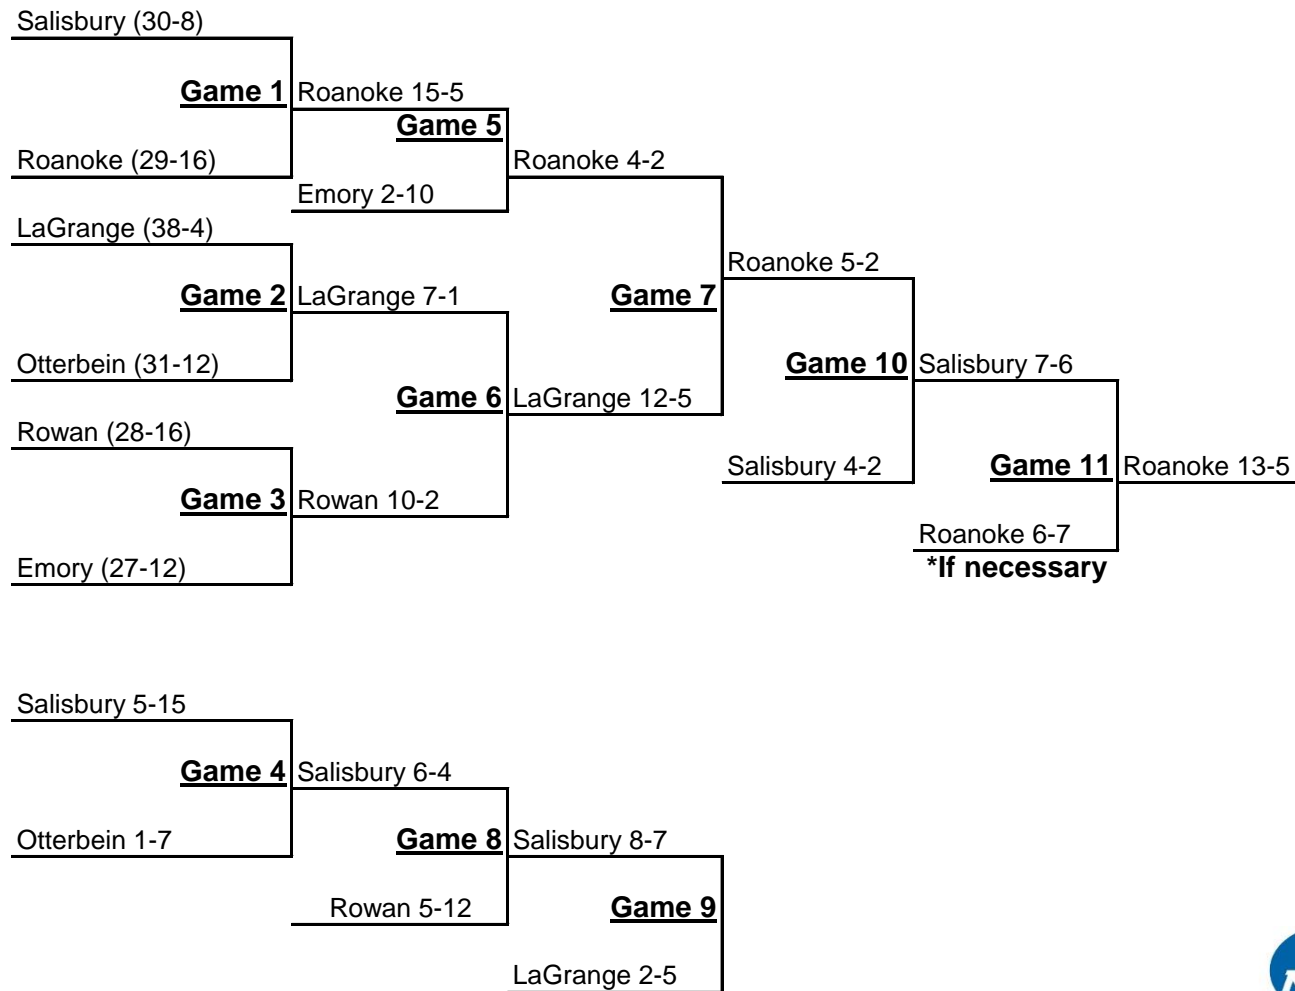 Salisbury (30-8)
Game 1
Roanoke 15-5
Game 5
Roanoke (29-16)
Roanoke 4-2
Emory 2-10
LaGrange (38-4)
Roanoke 5-2
Game 2
LaGrange 7-1
Game 7
Otterbein (31-12)
Game 10
Salisbury 7-6
Game 6
LaGrange 12-5
Rowan (28-16)
Salisbury 4-2
Game 11
Roanoke 13-5
Game 3
Rowan 10-2
Roanoke 6-7
Emory (27-12)
*If necessary
Salisbury 5-15
Game 4
Salisbury 6-4
Otterbein 1-7
Game 8
Salisbury 8-7
Rowan 5-12
Game 9
LaGrange 2-5